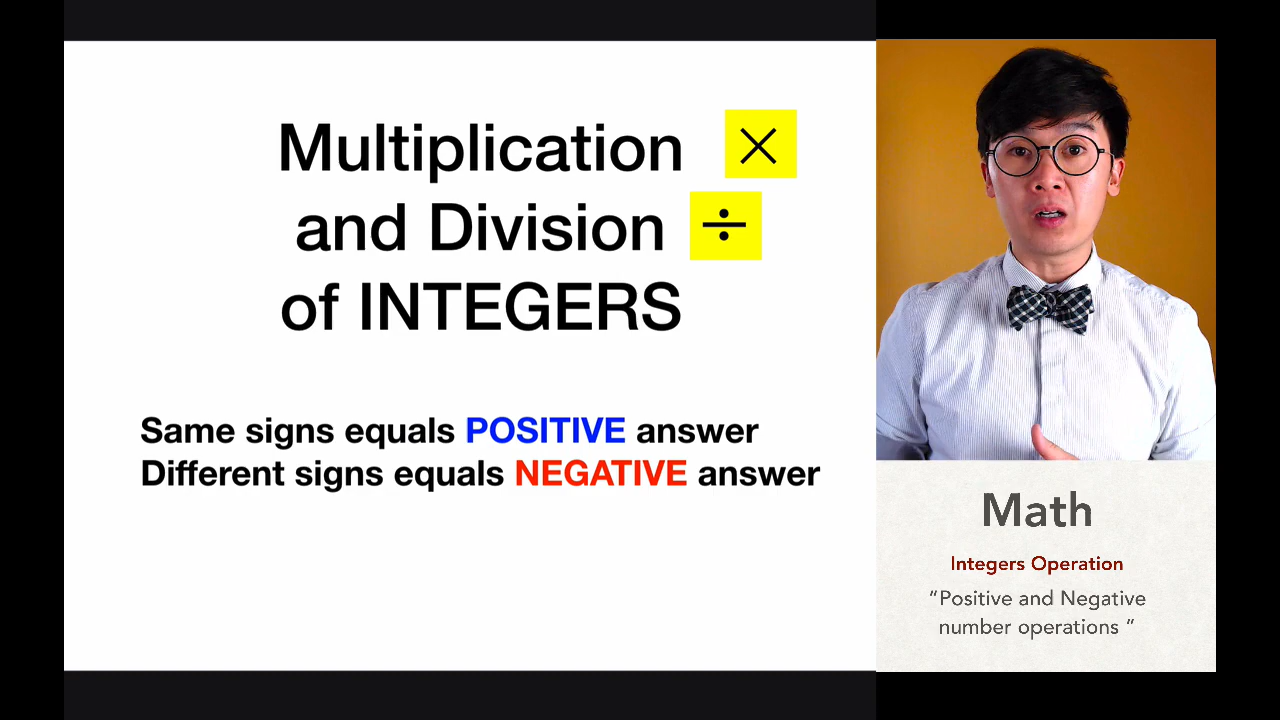 Multiplication ×
and Division ÷
of INTEGERS
Same signs equals POSITIVE answer
Different signs equals NEGATIVE answer
Math
Integers Operation
“Positive and Negative
number operations ”